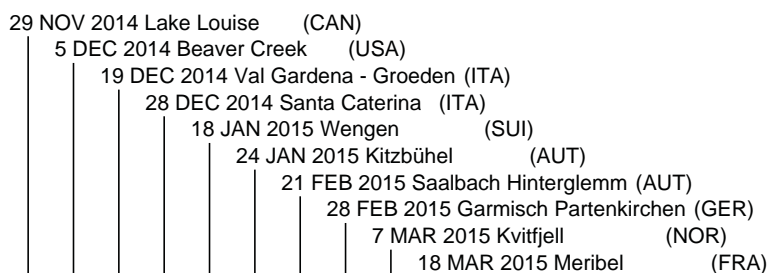 29 NOV 2014 Lake Louise (CAN)
5 DEC 2014 Beaver Creek (USA)
19 DEC 2014 Val Gardena - Groeden (ITA)
28 DEC 2014 Santa Caterina (ITA)
18 JAN 2015 Wengen (SUI)
24 JAN 2015 Kitzbühel (AUT)
21 FEB 2015 Saalbach Hinterglemm (AUT)
28 FEB 2015 Garmisch Partenkirchen (GER)
7 MAR 2015 Kvitfjell (NOR)
18 MAR 2015 Meribel (FRA)